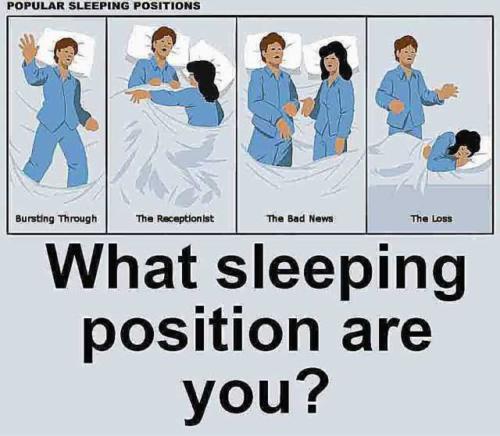 POPULAR SLEEPING POSITIONS
Bursting Through
The Receptionist
The Bad News
The Loss
What sleeping
position are
you?